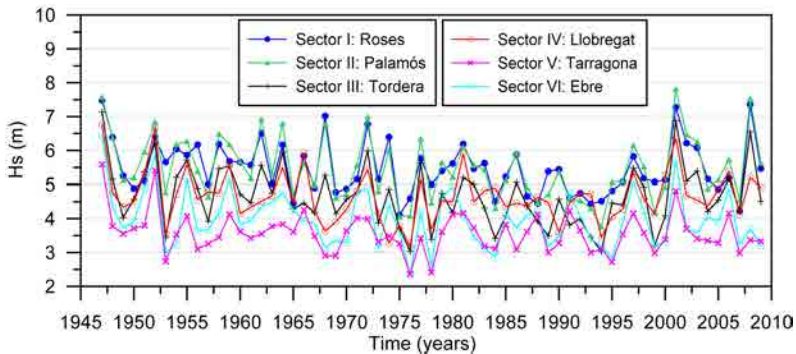 10
9
8
7
6
5
4
3
2
Hs (m)
Sector I: Roses
Sector II: Palamós
Sector III: Tordera
Sector IV: Llobregat
Sector V: Tarragona
Sector VI: Ebre
1945 1950 1955 1960 1965 1970 1975 1980 1985 1990 1995 2000 2005 2010
Time (years)